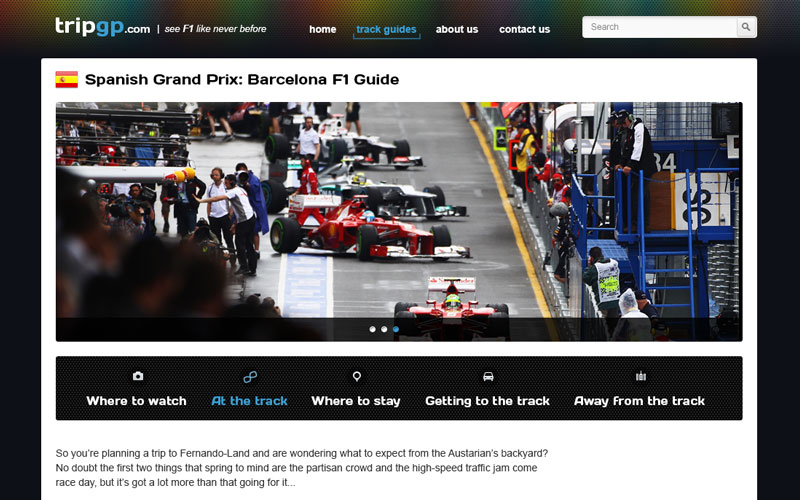 tripgp.com | see F1 like never before
home track guides about us contact us
Search
Spanish Grand Prix: Barcelona F1 Guide
Where to watch At the track Where to stay Getting to the track Away from the track
So you're planning a trip to Fernando-Land and are wondering what to expect from the Austarian's backyard?
No doubt the first two things that spring to mind are the partisan crowd and the high-speed traffic jam come
race day, but it's got a lot more than that going for it...